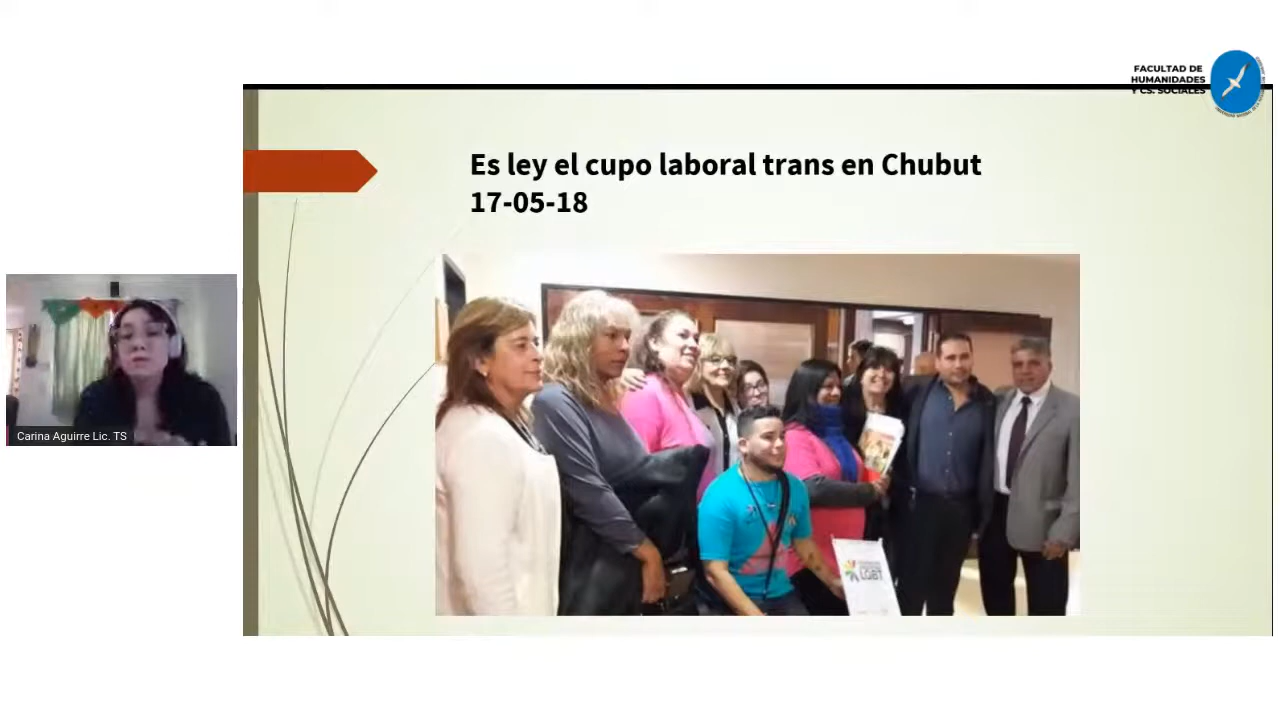 FACULTAD DE
HUMANIDADES
Y CS. SOCIALES
Es ley el cupo laboral trans en Chubut
17-05-18
Carina Aguirre Lic. TS
LGBT